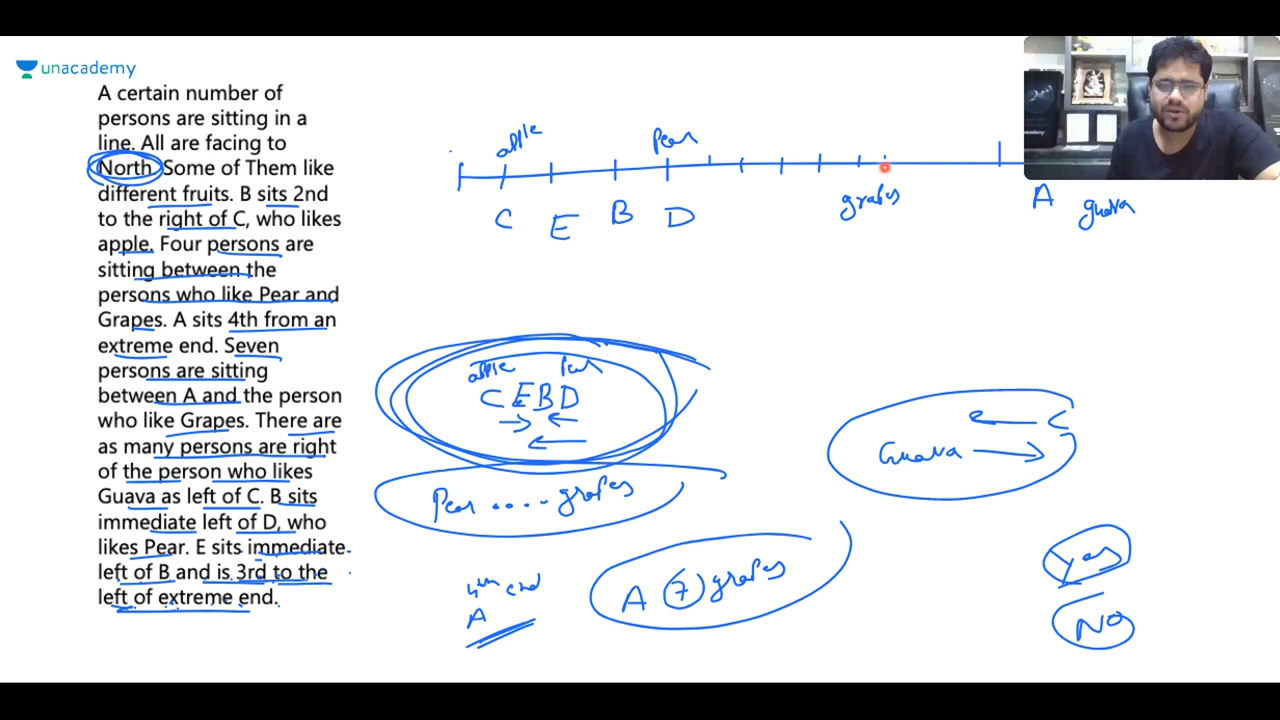 unacademy
A certain number of
persons are sitting in a
line. All are facing to
North. Some of Them like
different fruits. B sits 2nd
to the right of C, who likes
apple. Four persons are
sitting between the
persons who like Pear and
Grapes. A sits 4th from an
extreme end. Seven
persons are sitting
between A and the person
who like Grapes. There are
as many persons are right
of the person who likes
Guava as left of C. B sits
immediate left of D, who
likes Pear. E sits immediate
left of B and is 3rd to the
left of extreme end.
apple Pear
C E B D grapes A guava
apple Pear
C E B D
Pear .... grapes
C
Guava
4th end
A
A 7 grapes
Yes
No